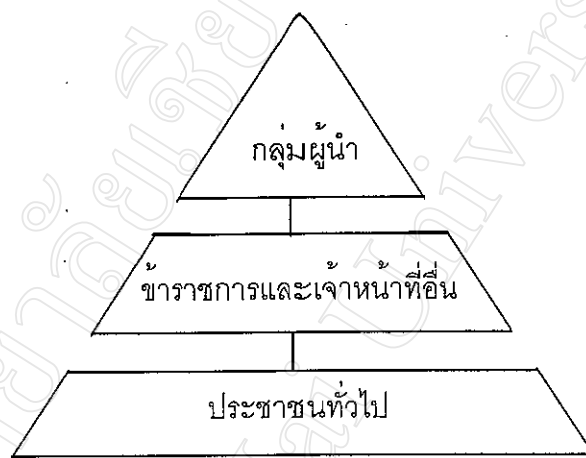 กลุ่มผู้นำ
ข้าราชการและเจ้าหน้าที่อื่น
ประชาชนทั่วไป